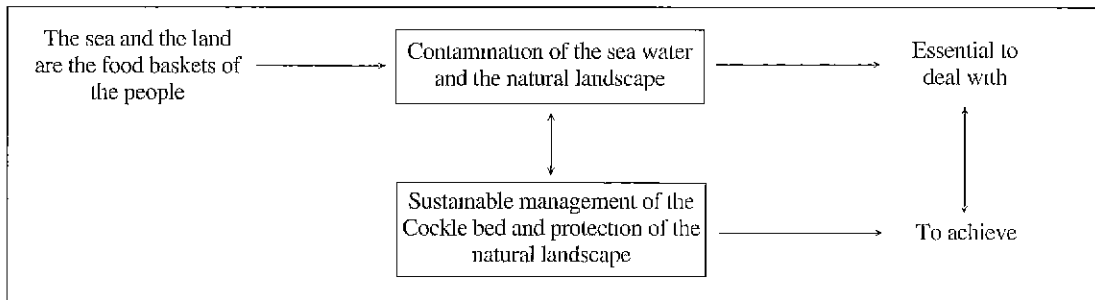 The sea and the land
are the food baskets of
the people
Contamination of the sea water
and the natural landscape
Essential to
deal with
Sustainable management of the
Cockle bed and protection of the
natural landscape
To achieve